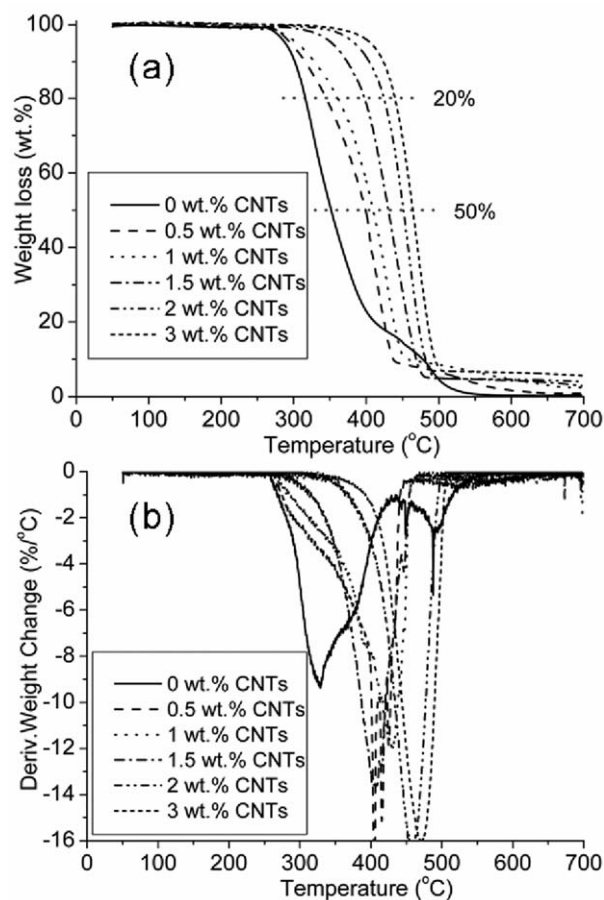 100
(a)
80
20%
60
50%
40
20
0
Weight loss (wt.%)
0 wt.% CNTs
0.5 wt.% CNTs
1 wt.% CNTs
1.5 wt.% CNTs
2 wt.% CNTs
3 wt.% CNTs
0 100 200 300 400 500 600 700
Temperature (°C)
0
(b)
-2
-4
-6
-8
-10
-12
-14
-16
Deriv.Weight Change (%/°C)
0 wt.% CNTs
0.5 wt.% CNTs
1 wt.% CNTs
1.5 wt.% CNTs
2 wt.% CNTs
3 wt.% CNTs
0 100 200 300 400 500 600 700
Temperature (°C)